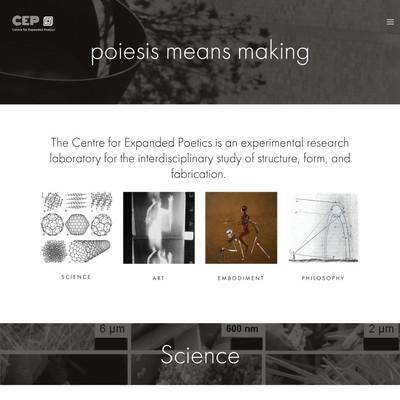 CEP
Centre for Expanded Poetics
poiesis means making
The Centre for Expanded Poetics is an experimental research
laboratory for the interdisciplinary study of structure, form, and
fabrication.
SCIENCE
ART
EMBODIMENT
PHILOSOPHY
6 µm
600 nm
2 µm
Science